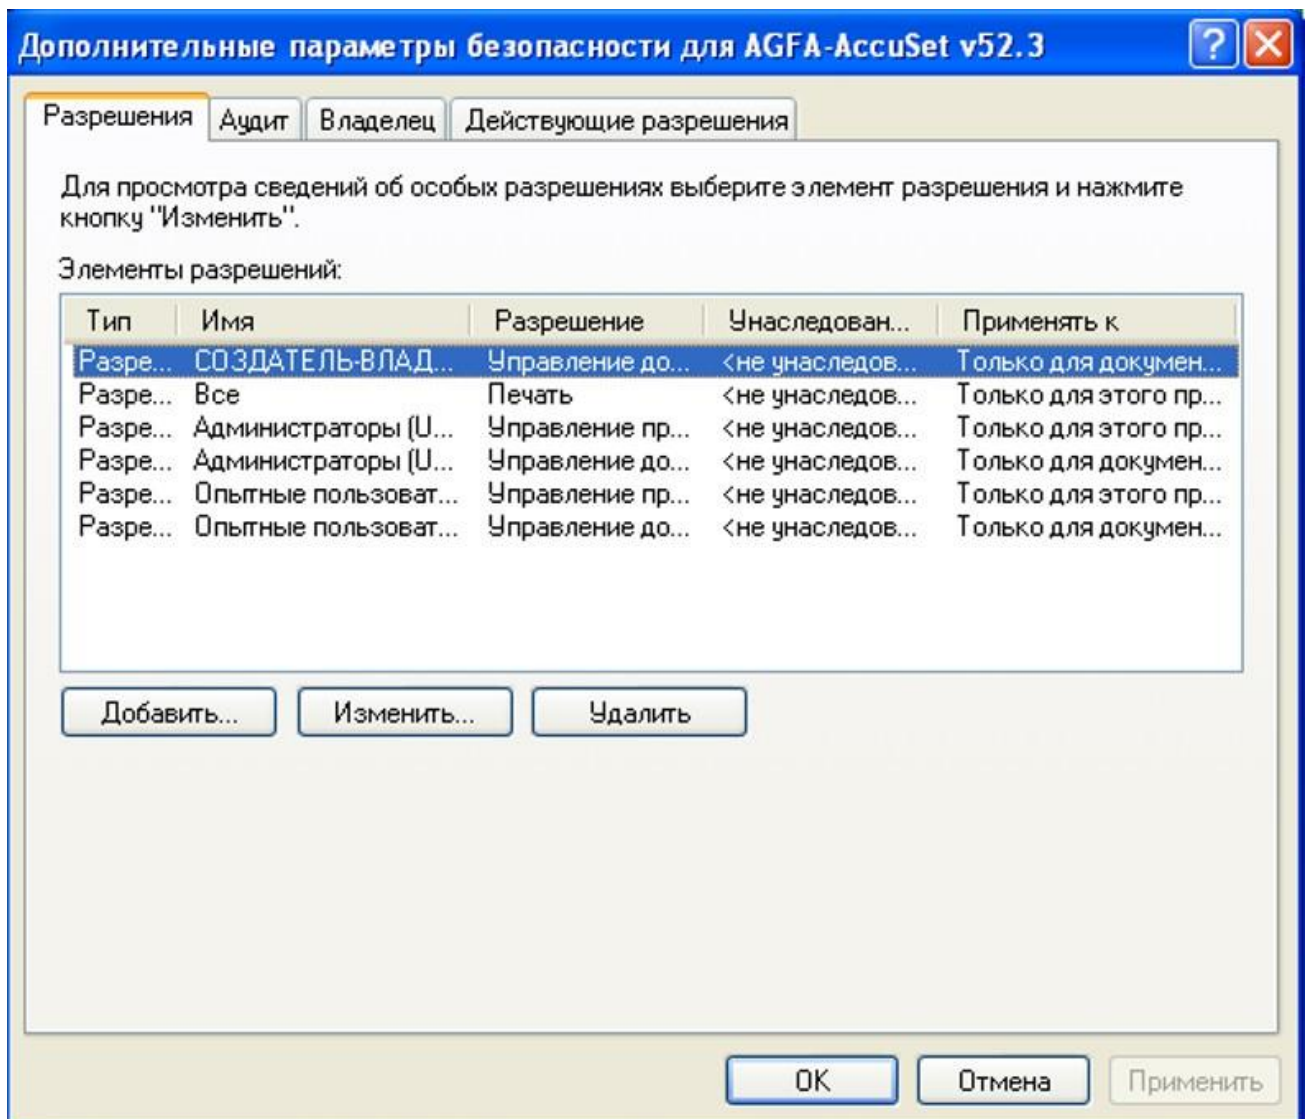 Дополнительные параметры безопасности для AGFA-AccuSet v52.3
Разрешения Аудит Владелец Действующие разрешения
Для просмотра сведений об особых разрешениях выберите элемент разрешения и нажмите
кнопку "Изменить".
Элементы разрешений:
Тип Имя Разрешение Унаследован... Применять к
Разре... СОЗДАТЕЛЬ-ВЛАД... Управление до... <не унаследов... Только для докумен...
Разре... Все Печать <не унаследов... Только для этого пр...
Разре... Администраторы (U... Управление пр... <не унаследов... Только для этого пр...
Разре... Администраторы (U... Управление до... <не унаследов... Только для докумен...
Разре... Опытные пользоват... Управление пр... <не унаследов... Только для этого пр...
Разре... Опытные пользоват... Управление до... <не унаследов... Только для докумен...
Добавить... Изменить... Удалить
OK Отмена Применить